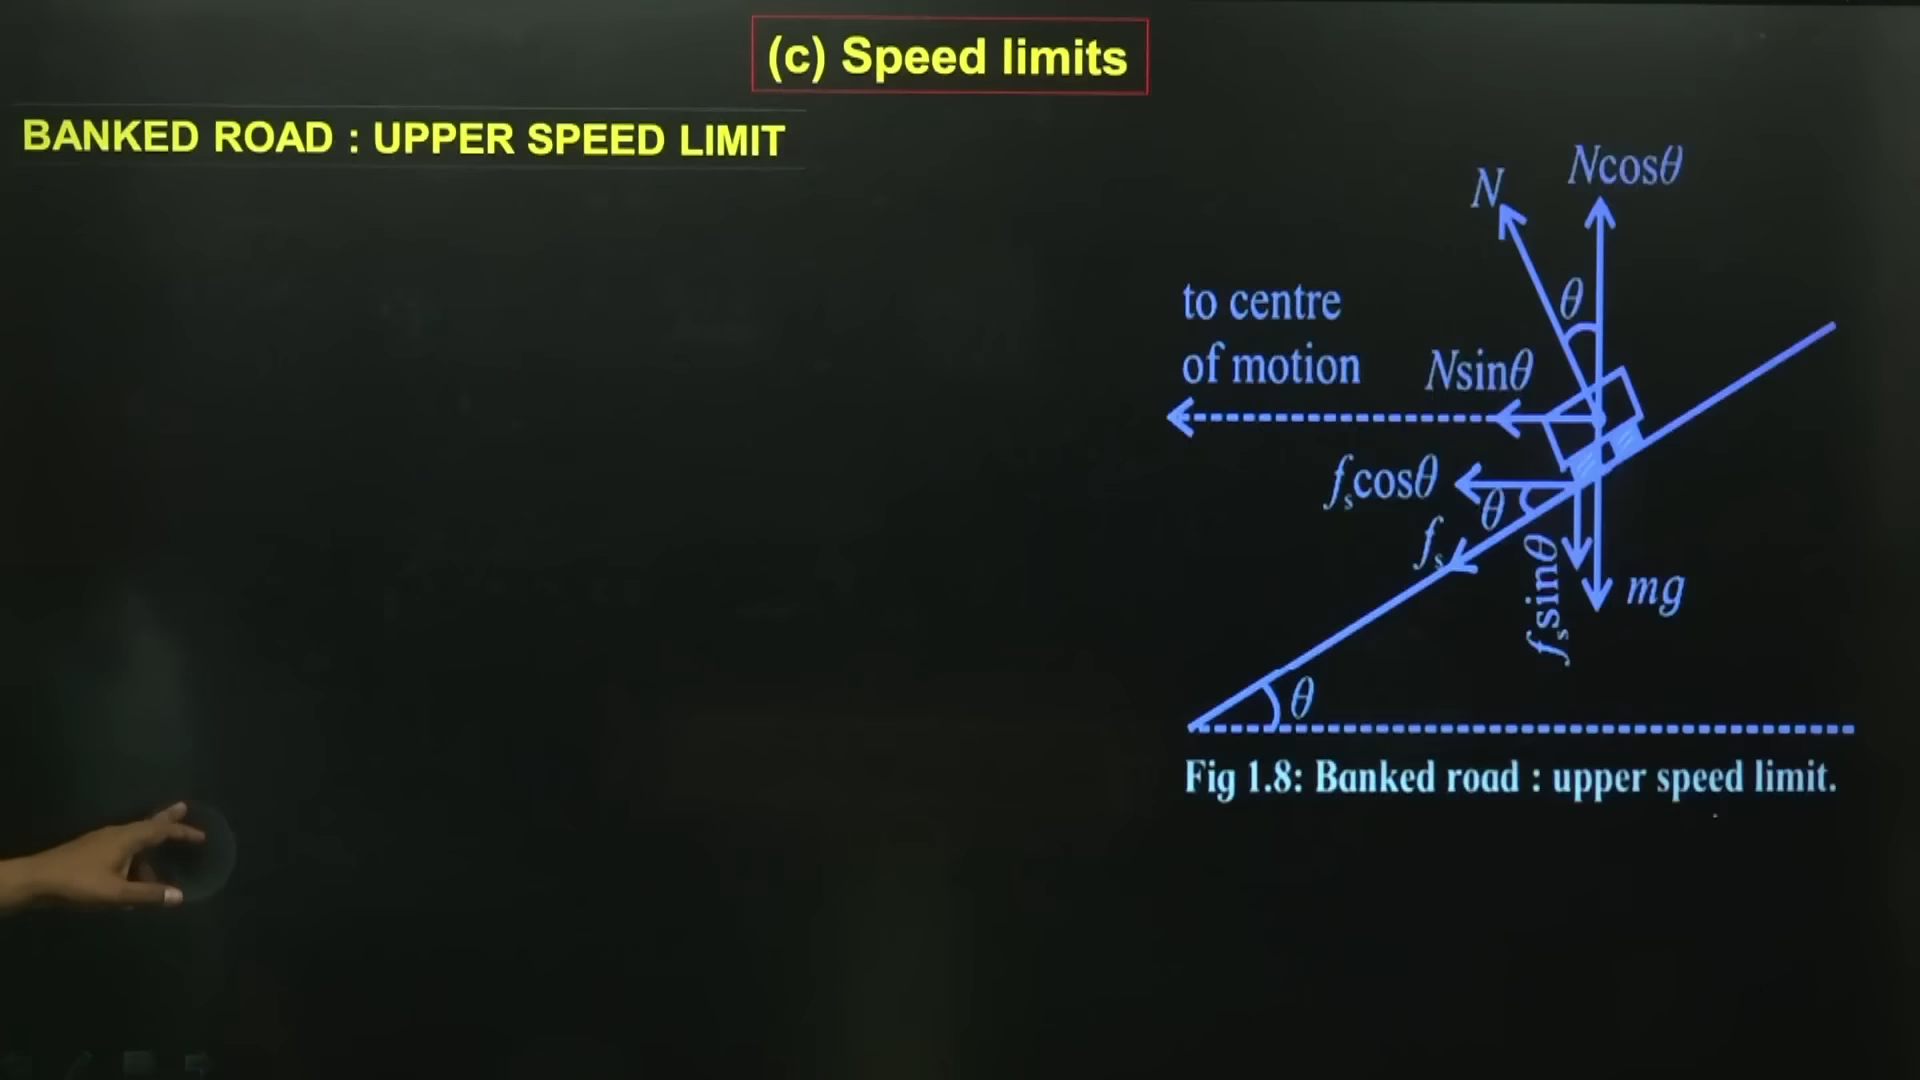 (c) Speed limits
BANKED ROAD : UPPER SPEED LIMIT
Ncosθ
N
θ
to centre
of motion
Nsinθ
fₛcosθ
θ
fₛ
fₛsinθ
mg
θ
Fig 1.8: Banked road : upper speed limit.